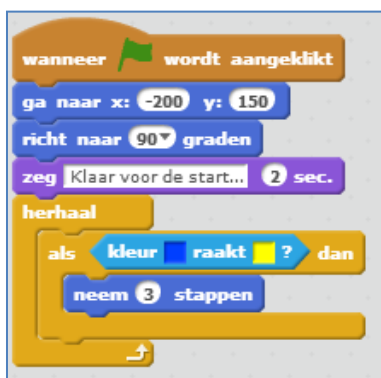 wanneer wordt aangeklikt
ga naar x: -200 y: 150
richt naar 90 graden
zeg Klaar voor de start... 2 sec.
herhaal
als kleur raakt ? dan
neem 3 stappen